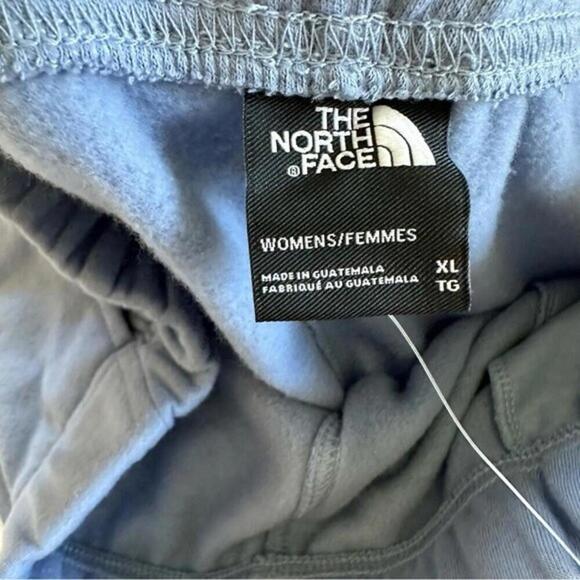 THE
NORTH
® FACE
WOMENS/FEMMES
MADE IN GUATEMALA XL
FABRIQUÉ AU GUATEMALA TG